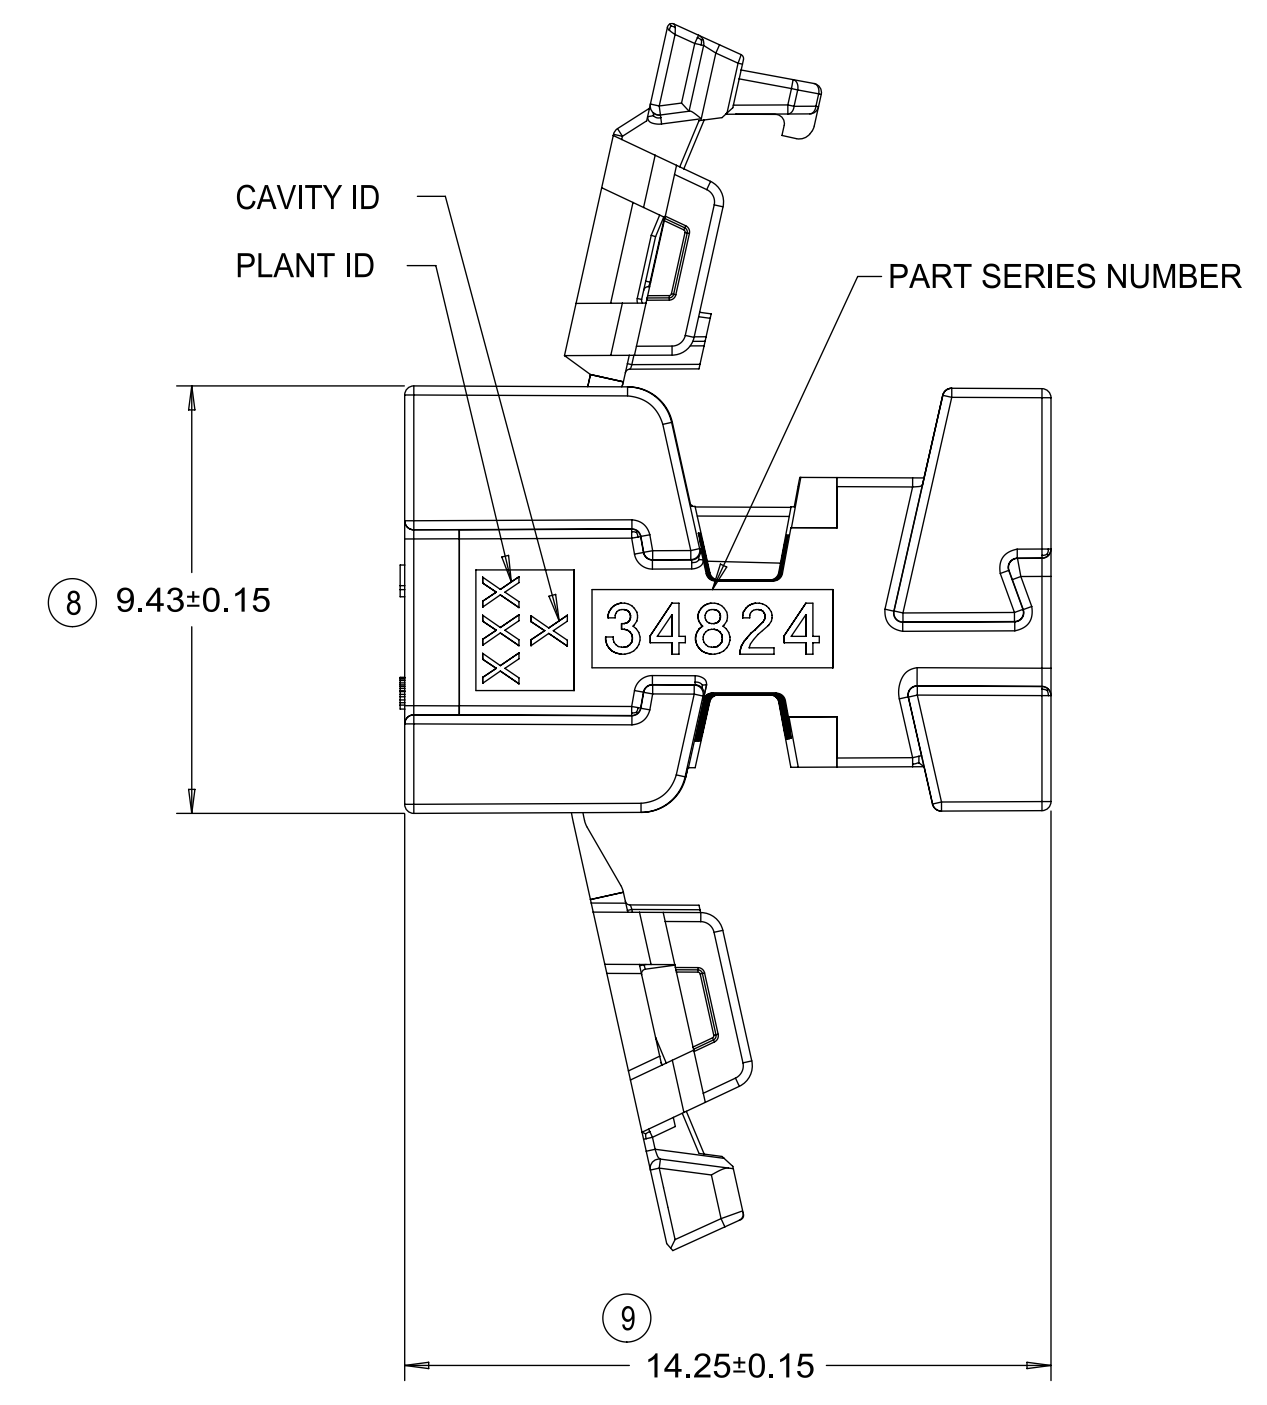 CAVITY ID
PLANT ID
PART SERIES NUMBER
8 9.43±0.15
XXX
X
34824
9
14.25±0.15